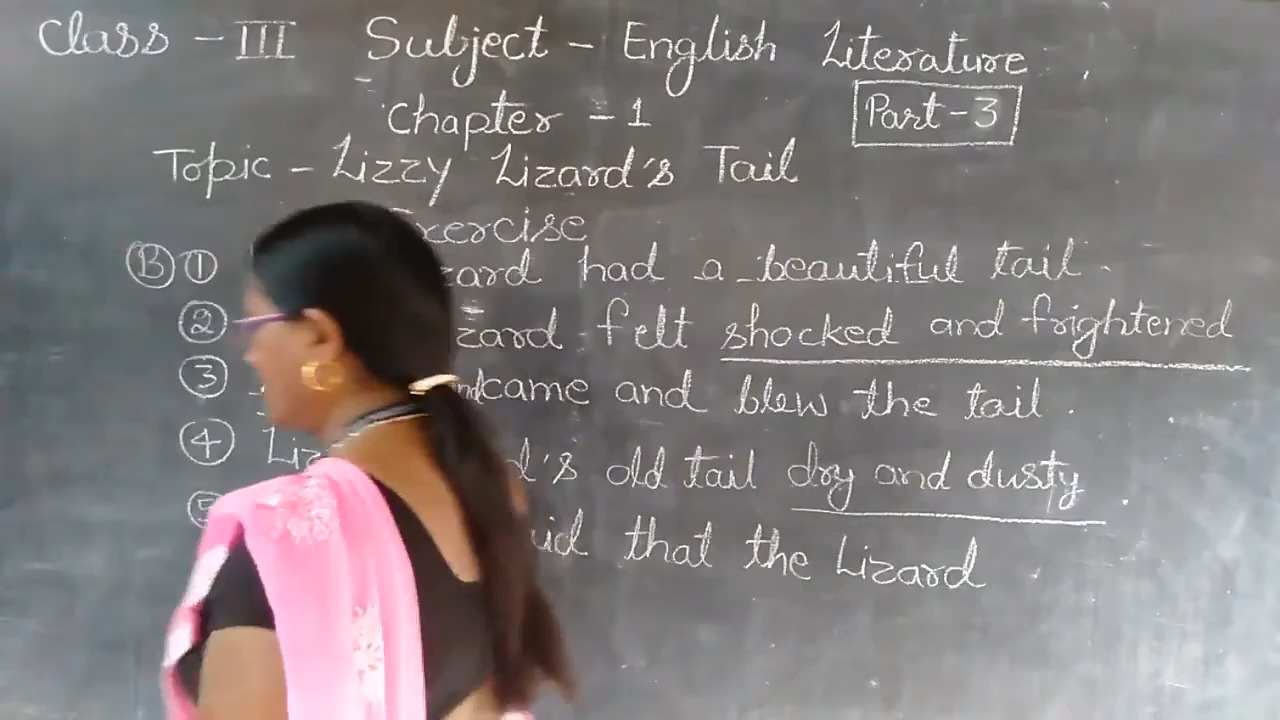 Class - III Subject - English Literature
Chapter - 1 Part-3
Topic - Lizzy Lizard's Tail
Exercise
B 1 had a beautiful tail.
2 felt shocked and frightened
3 came and blew the tail.
4 old tail dry and dusty.
5 that the Lizard